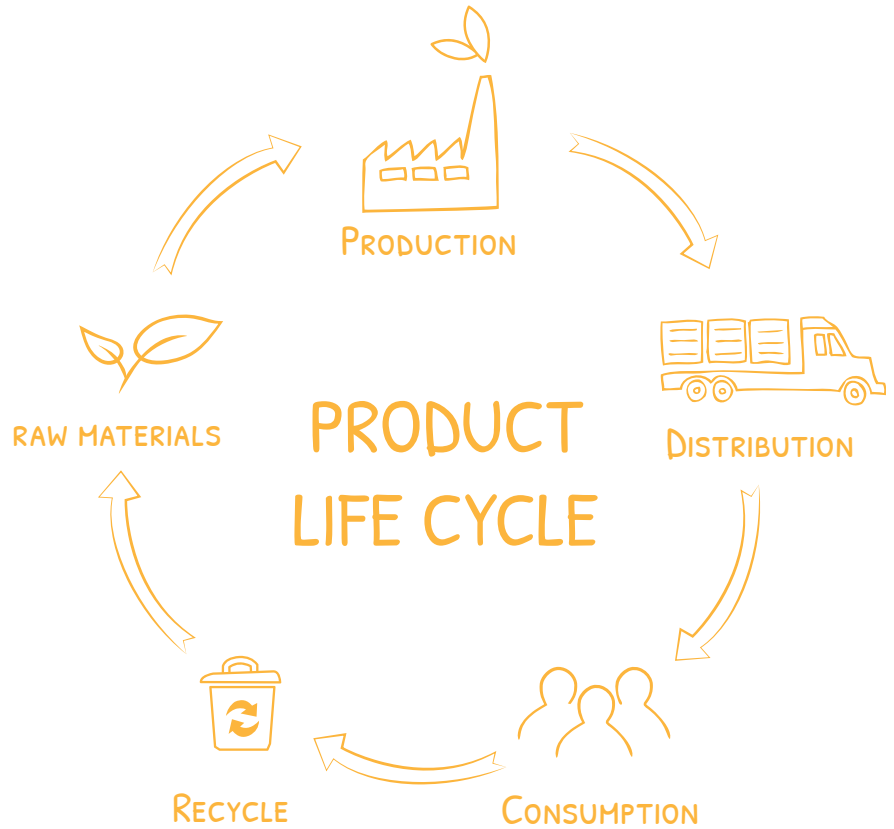 PRODUCTION
RAW MATERIALS
DISTRIBUTION
PRODUCT
LIFE CYCLE
RECYCLE
CONSUMPTION